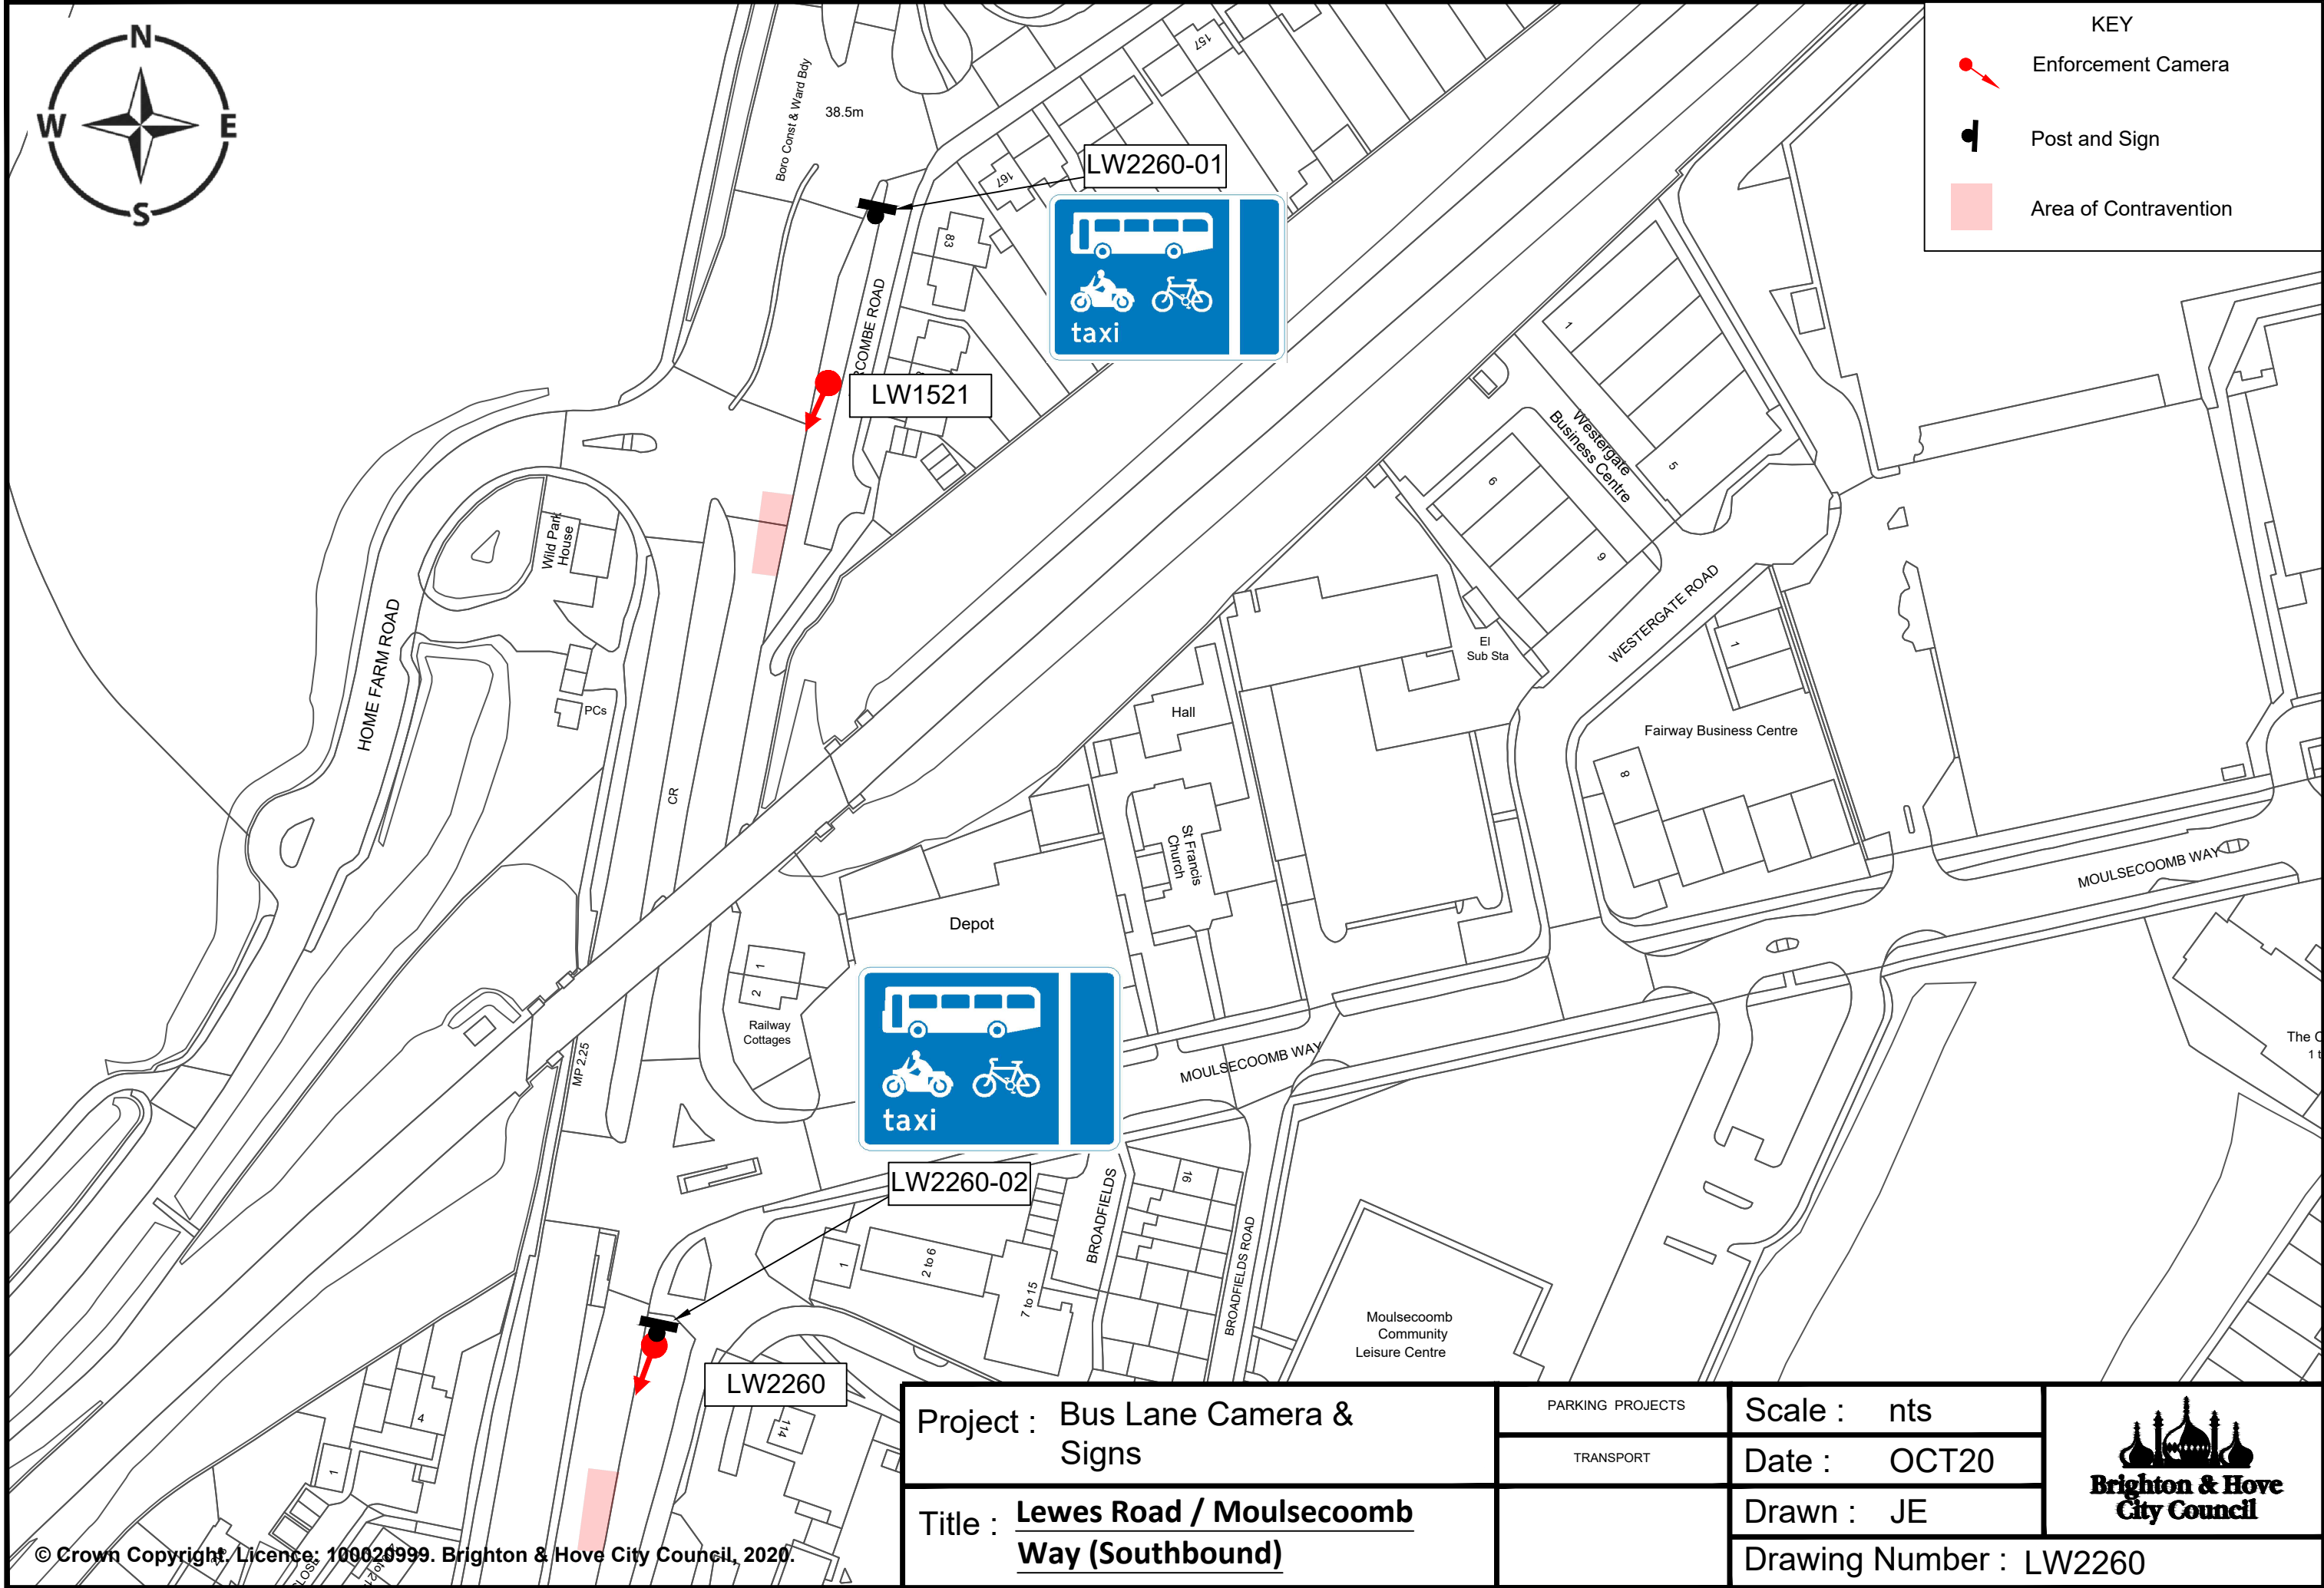 N
W
E
S
KEY
Enforcement Camera
Post and Sign
Area of Contravention
Boro Const & Ward Bdy
38.5m
157
167
83
LW2260-01
taxi
RCOMBE ROAD
LW1521
Wild Park
House
HOME FARM ROAD
PCs
CR
1
Westergate
Business Centre
5
6
9
WESTERGATE ROAD
El
Sub Sta
1
Fairway Business Centre
8
Hall
St Francis
Church
MOULSECOOMB WAY
Depot
1
2
Railway
Cottages
MP 2.25
taxi
MOULSECOOMB WAY
The C
1 t
LW2260-02
BROADFIELDS
16
BROADFIELDS ROAD
1
2 to 6
7 to 15
Moulsecoomb
Community
Leisure Centre
LW2260
114
4
1
Project : Bus Lane Camera &
Signs
Title : Lewes Road / Moulsecoomb
Way (Southbound)
PARKING PROJECTS
TRANSPORT
Scale : nts
Date : OCT20
Drawn : JE
Drawing Number : LW2260
Brighton & Hove
City Council
© Crown Copyright. Licence: 100020999. Brighton & Hove City Council, 2020.